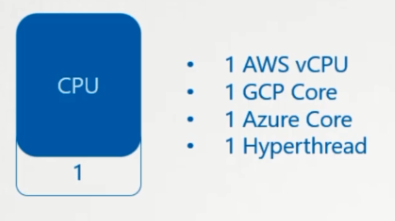 CPU
1
• 1 AWS vCPU
• 1 GCP Core
• 1 Azure Core
• 1 Hyperthread